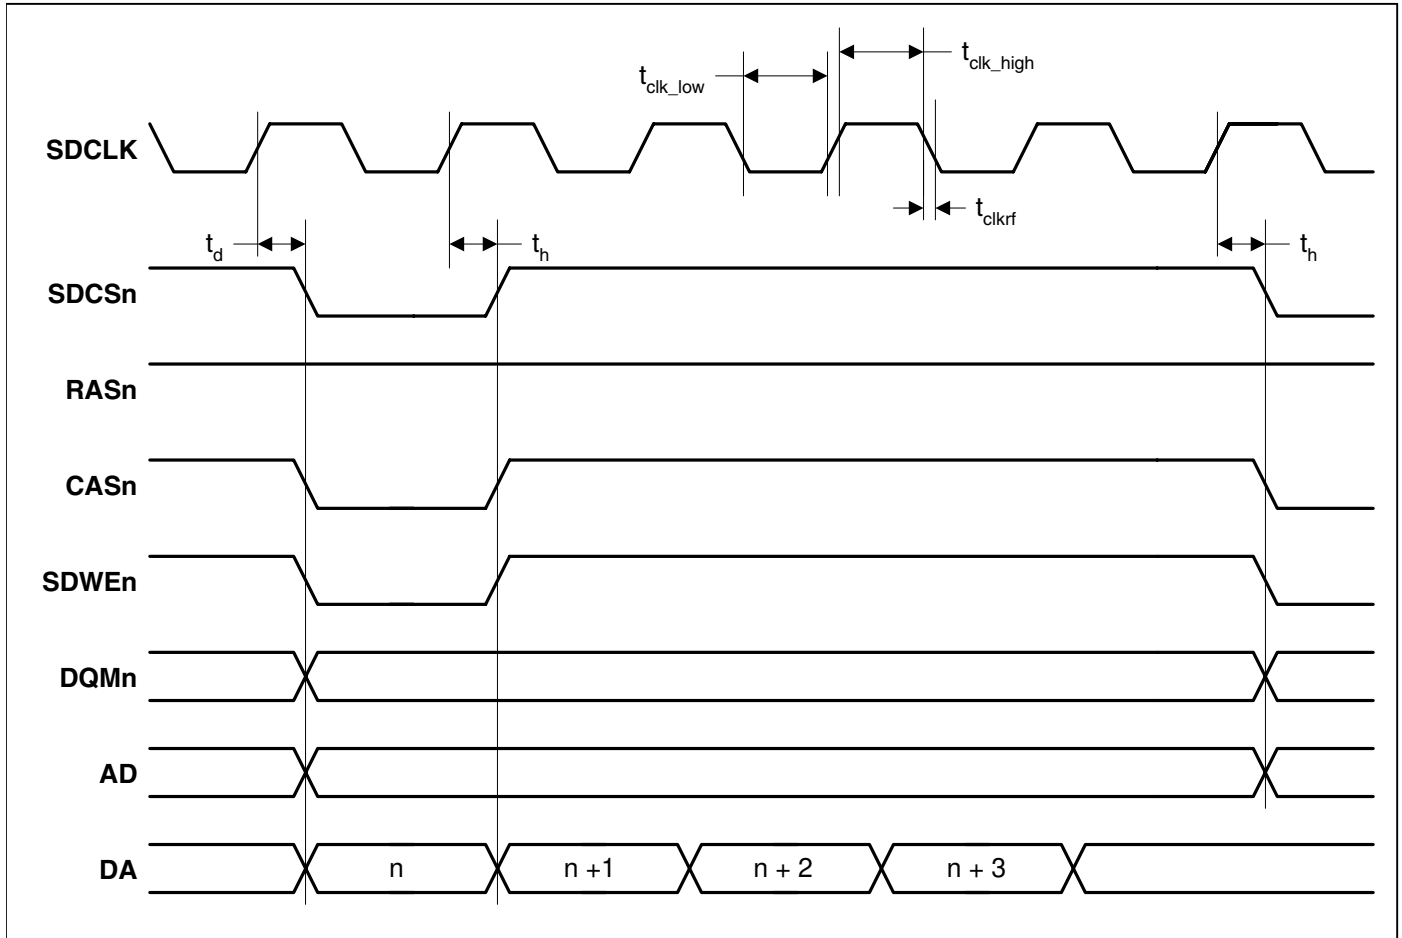 t_clk_high
t_clk_low
SDCLK
t_clkrf
t_d
t_h
t_h
SDCSn
RASn
CASn
SDWEn
DQMn
AD
DA
n
n +1
n + 2
n + 3